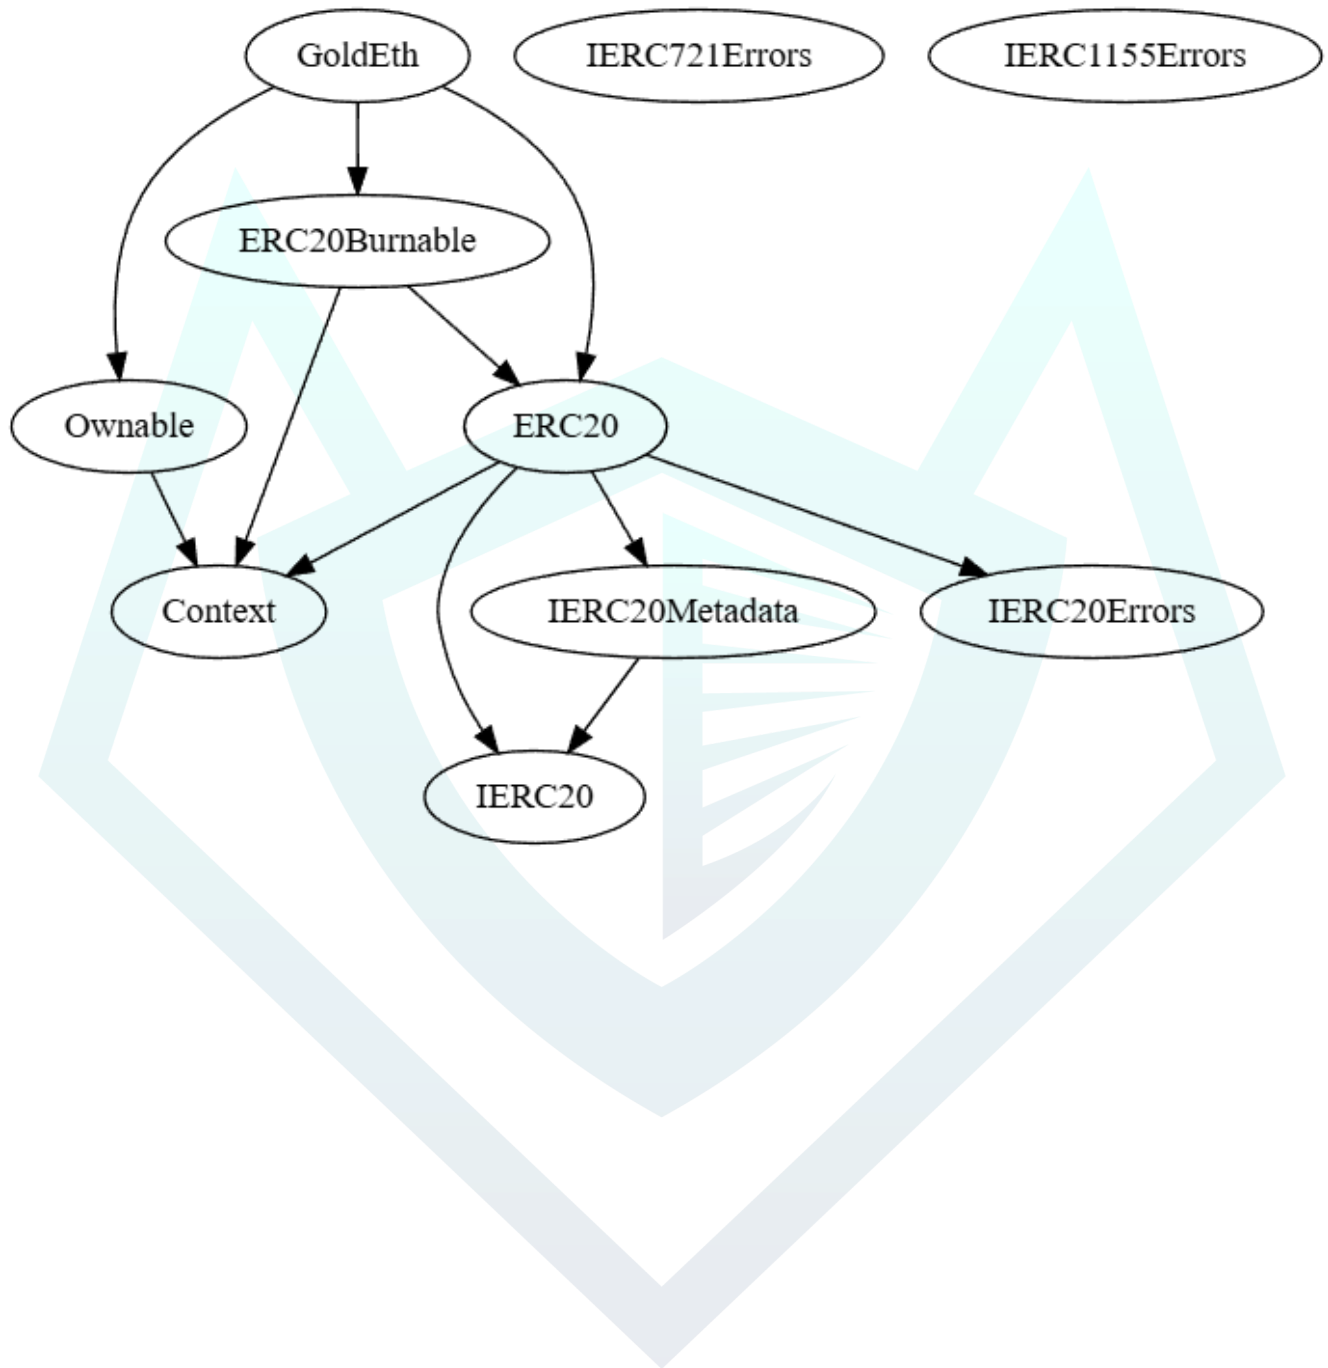 GoldEth
IERC721Errors
IERC1155Errors
ERC20Burnable
Ownable
ERC20
Context
IERC20Metadata
IERC20Errors
IERC20